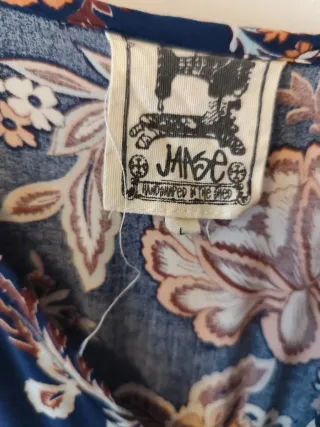 JAASE
HANDSHAPED IN THE SHED
L